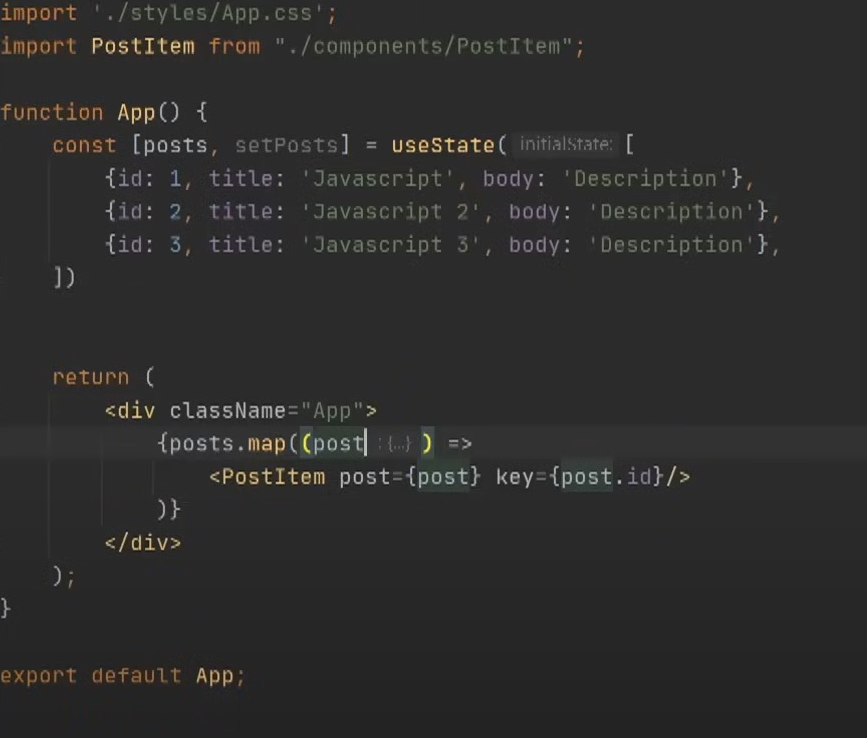 import './styles/App.css';
import PostItem from "./components/PostItem";
function App() {
const [posts, setPosts] = useState( initialState: [
{id: 1, title: 'Javascript', body: 'Description'},
{id: 2, title: 'Javascript 2', body: 'Description'},
{id: 3, title: 'Javascript 3', body: 'Description'},
])
return (
<div className="App">
{posts.map((post : {...} ) =>
<PostItem post={post} key={post.id}/>
)}
</div>
);
}
export default App;